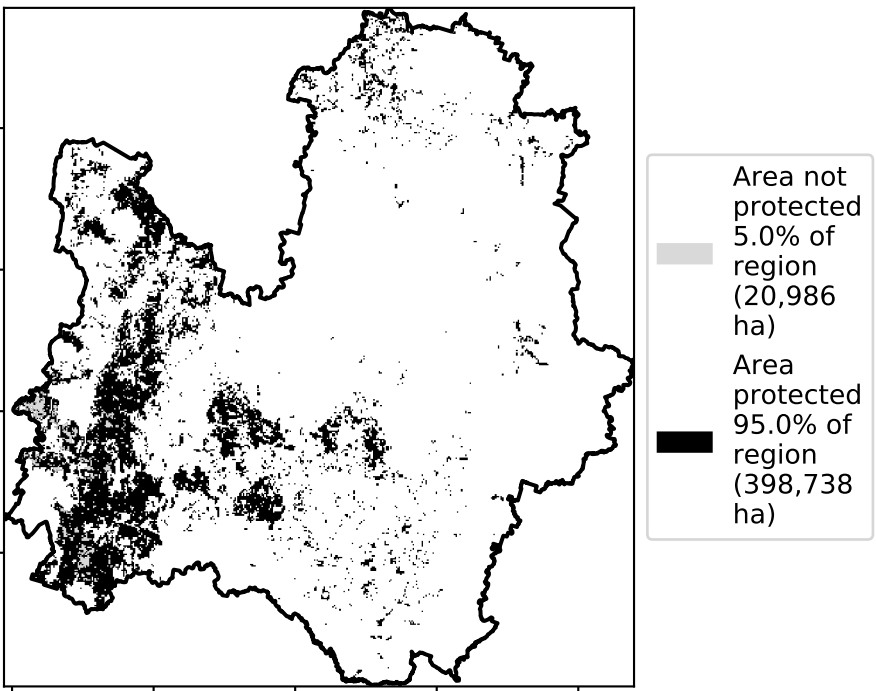 Area not
protected
5.0% of
region
(20,986
ha)
Area
protected
95.0% of
region
(398,738
ha)